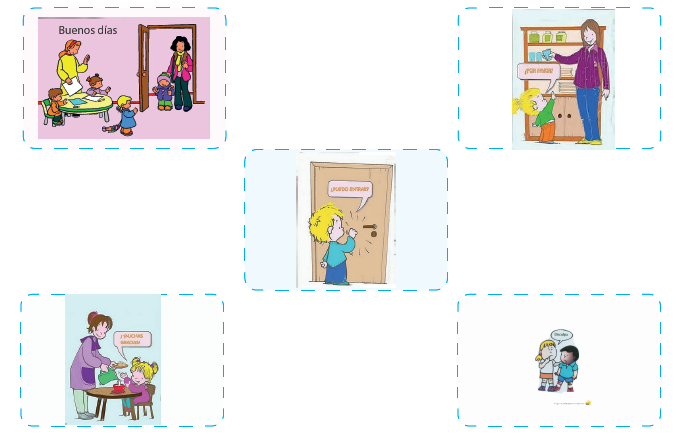 Buenos días
¡POR FAVOR!
¿PUEDO ENTRAR?
¡ MUCHAS
GRACIAS!